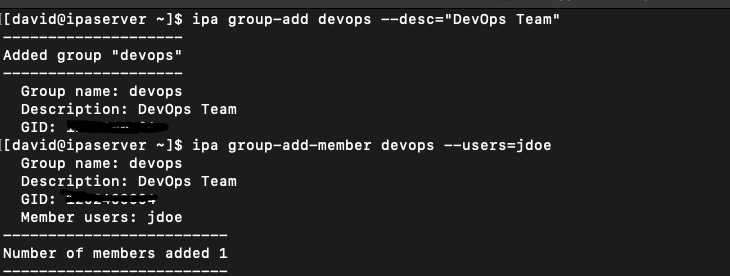 [[david@ipaserver ~]$ ipa group-add devops --desc="DevOps Team"
--------------------
Added group "devops"
--------------------
Group name: devops
Description: DevOps Team
GID:
[[david@ipaserver ~]$ ipa group-add-member devops --users=jdoe
Group name: devops
Description: DevOps Team
GID:
Member users: jdoe
-------------------------
Number of members added 1
-------------------------